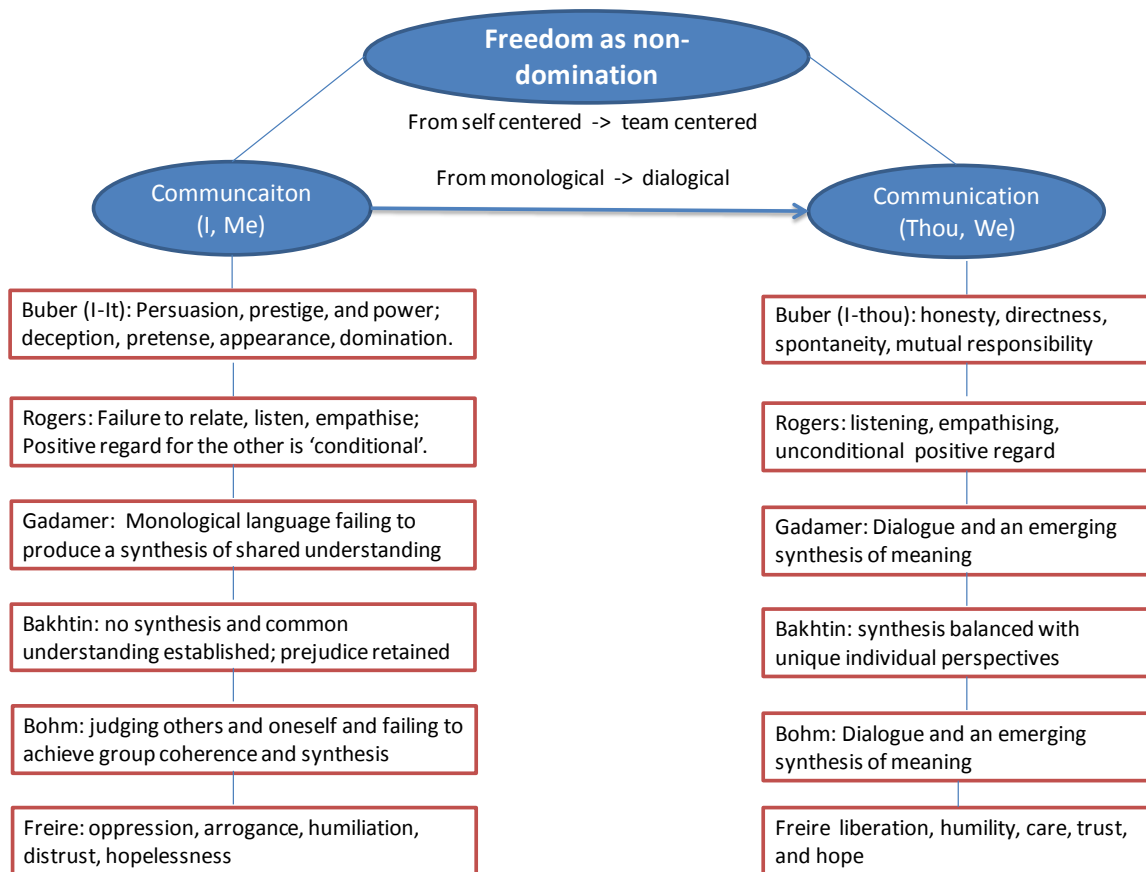 Freedom as non-
domination
From self centered -> team centered
From monological -> dialogical
Communcaiton
(I, Me)
Communication
(Thou, We)
Buber (I-It): Persuasion, prestige, and power;
deception, pretense, appearance, domination.
Rogers: Failure to relate, listen, empathise;
Positive regard for the other is ‘conditional’.
Gadamer: Monological language failing to
produce a synthesis of shared understanding
Bakhtin: no synthesis and common
understanding established; prejudice retained
Bohm: judging others and oneself and failing to
achieve group coherence and synthesis
Freire: oppression, arrogance, humiliation,
distrust, hopelessness
Buber (I-thou): honesty, directness,
spontaneity, mutual responsibility
Rogers: listening, empathising,
unconditional positive regard
Gadamer: Dialogue and an emerging
synthesis of meaning
Bakhtin: synthesis balanced with
unique individual perspectives
Bohm: Dialogue and an emerging
synthesis of meaning
Freire liberation, humility, care, trust,
and hope